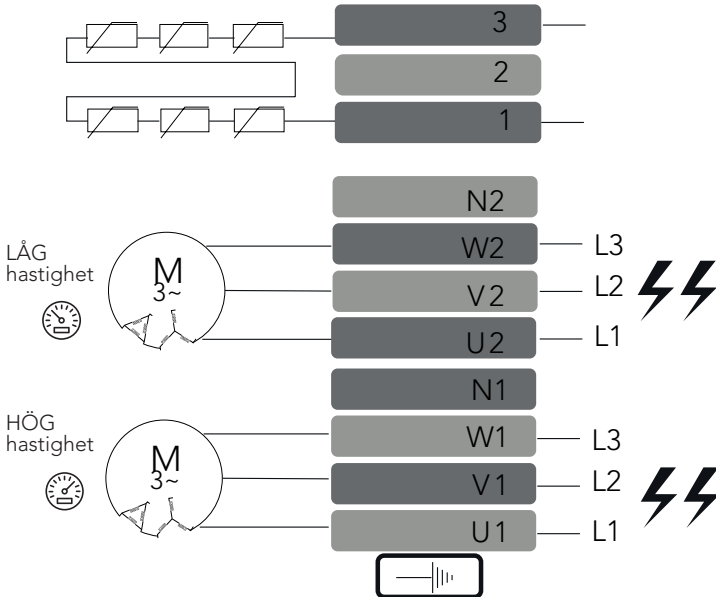 3
2
1
N2
LÅG
hastighet
M
3~
W2
L3
V2
L2
U2
L1
N1
HÖG
hastighet
M
3~
W1
L3
V1
L2
U1
L1